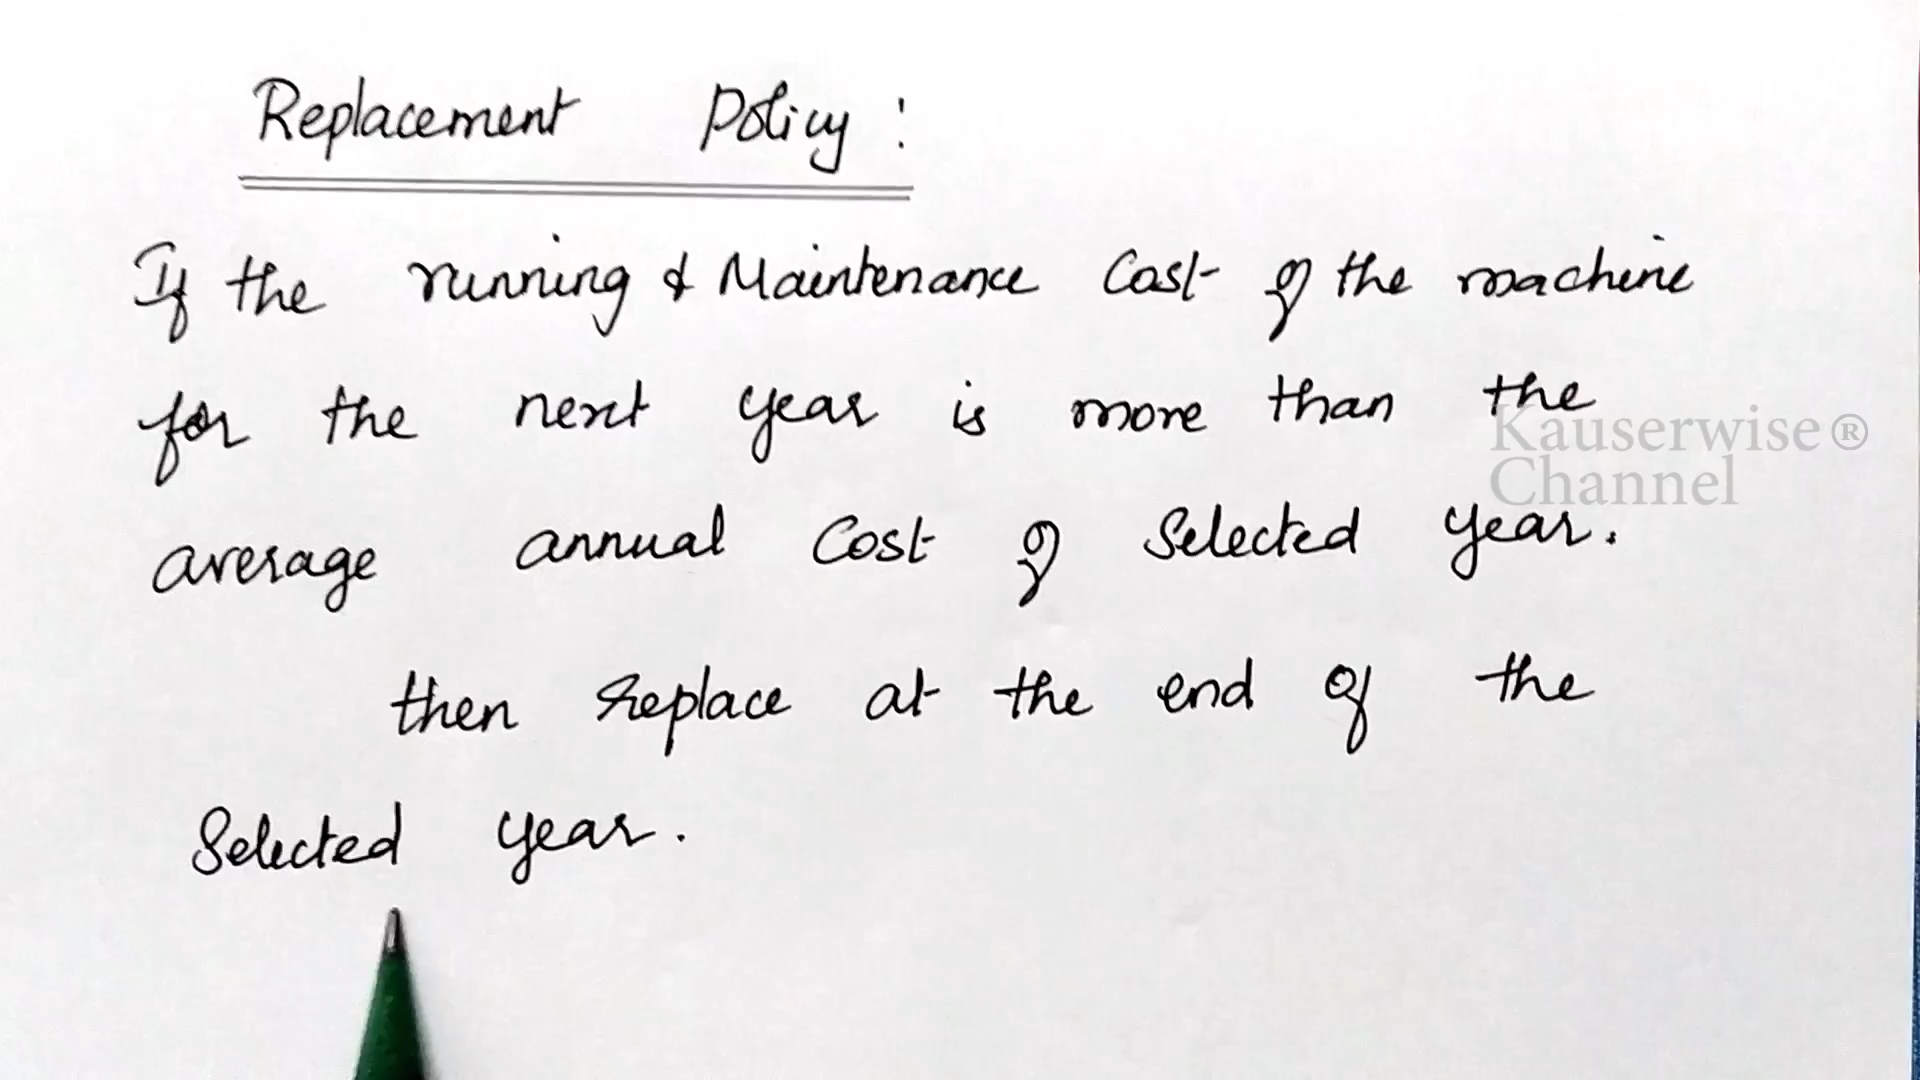 Replacement Policy:
If the running & Maintenance Cost of the machine
for the next year is more than the
Kauserwise®
Channel
average annual Cost of Selected year.
then replace at the end of the
Selected year.